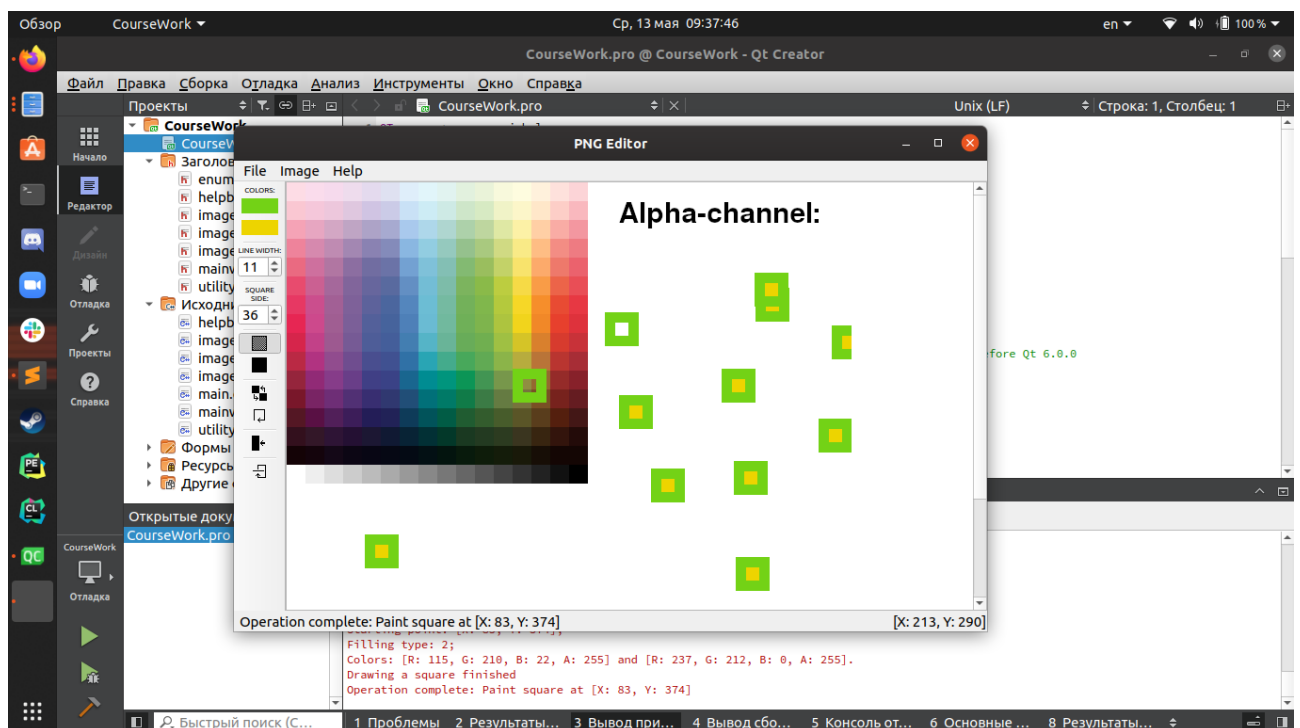 Обзор CourseWork Ср, 13 мая 09:37:46 en 100 %
CourseWork.pro @ CourseWork - Qt Creator
Файл Правка Сборка Отладка Анализ Инструменты Окно Справка
Проекты CourseWork.pro Unix (LF) Строка: 1, Столбец: 1
Начало
Редактор
Дизайн
Отладка
Проекты
Справка
CourseWork
Отладка
CourseWork
CourseW
Заголов
enum
helpb
image
image
image
mainw
utility
Исходни
helpb
image
image
image
main.
mainw
utility
Формы
Ресурсы
Другие
Открытые доку
CourseWork.pro
PNG Editor
File Image Help
COLORS:
LINE WIDTH:
11
SQUARE
SIDE:
36
Alpha-channel:
Operation complete: Paint square at [X: 83, Y: 374] [X: 213, Y: 290]
fore Qt 6.0.0
Filling type: 2;
Colors: [R: 115, G: 210, B: 22, A: 255] and [R: 237, G: 212, B: 0, A: 255].
Drawing a square finished
Operation complete: Paint square at [X: 83, Y: 374]
Быстрый поиск (C... 1 Проблемы 2 Результаты... 3 Вывод при... 4 Вывод сбо... 5 Консоль от... 6 Основные ... 8 Результаты...